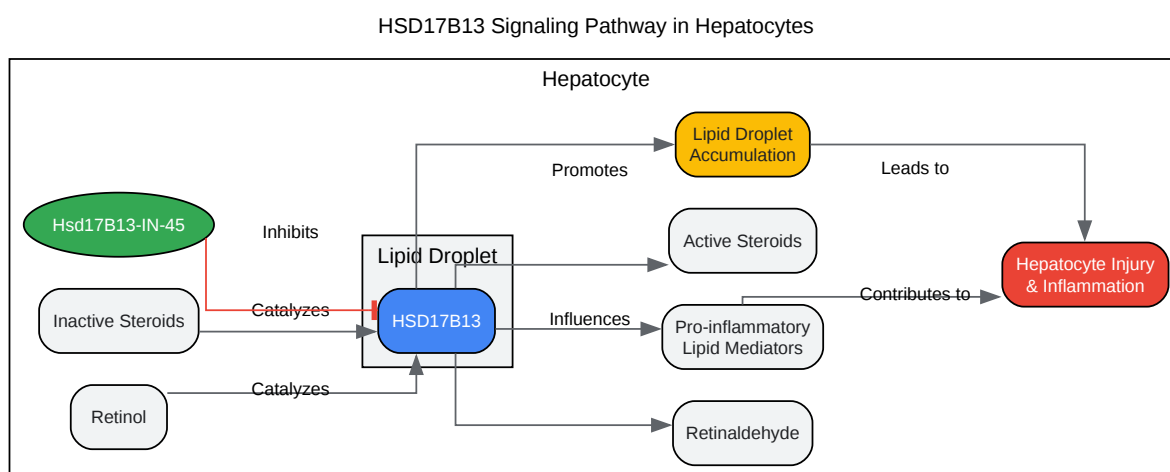 HSD17B13 Signaling Pathway in Hepatocytes
Hepatocyte
Lipid Droplet
Accumulation
Promotes
Leads to
Hsd17B13-IN-45
Inhibits
Active Steroids
Lipid Droplet
Hepatocyte Injury
& Inflammation
Inactive Steroids
Catalyzes
HSD17B13
Influences
Pro-inflammatory
Lipid Mediators
Contributes to
Retinol
Catalyzes
Retinaldehyde